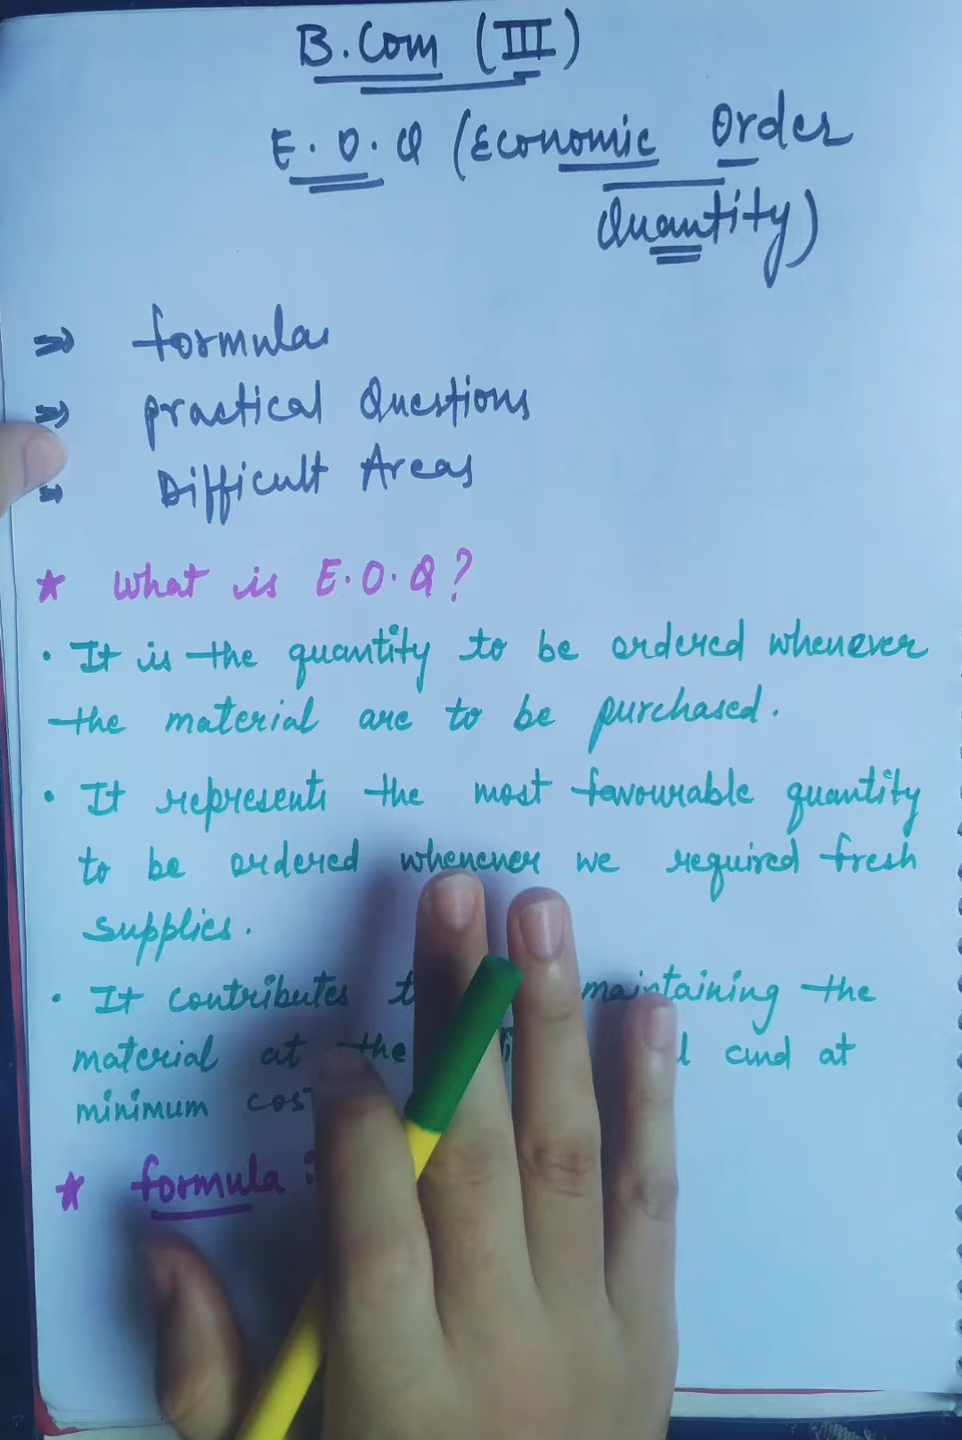 B.Com (III)
E.O.Q (Economic Order
Quantity)
⇒ formulas
⇒ practical Questions
⇒ Difficult Areas
★ What is E.O.Q?
• It is the quantity to be ordered whenever
the material are to be purchased.
• It represents the most favourable quantity
to be ordered whenever we required fresh
supplies.
• It contributes maintaining the
material at the and at
minimum
★ formula